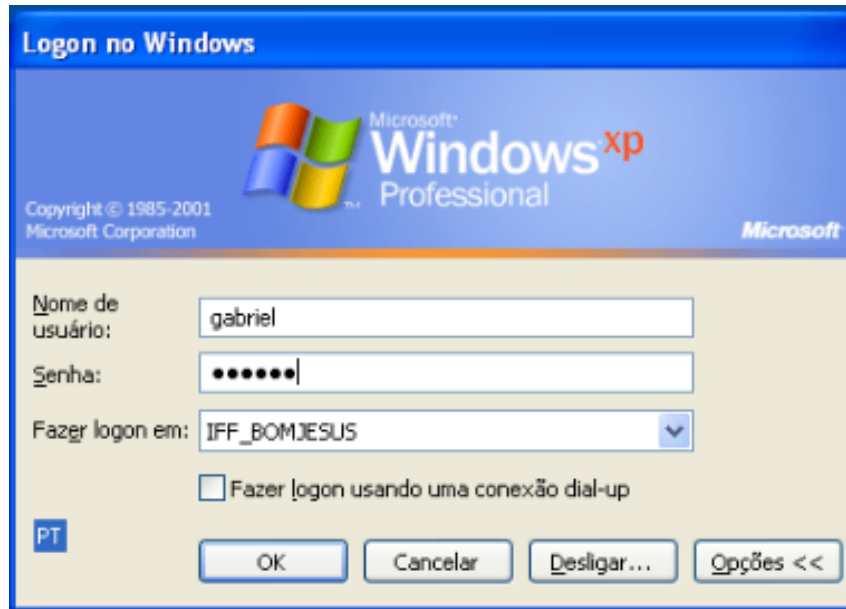 Logon no Windows
Microsoft
Windows xp
Professional
Copyright © 1985-2001
Microsoft Corporation
Microsoft
Nome de
usuário:
gabriel
Senha:
••••••
Fazer logon em:
IFF_BOMJESUS
Fazer logon usando uma conexão dial-up
PT
OK
Cancelar
Desligar...
Opções <<